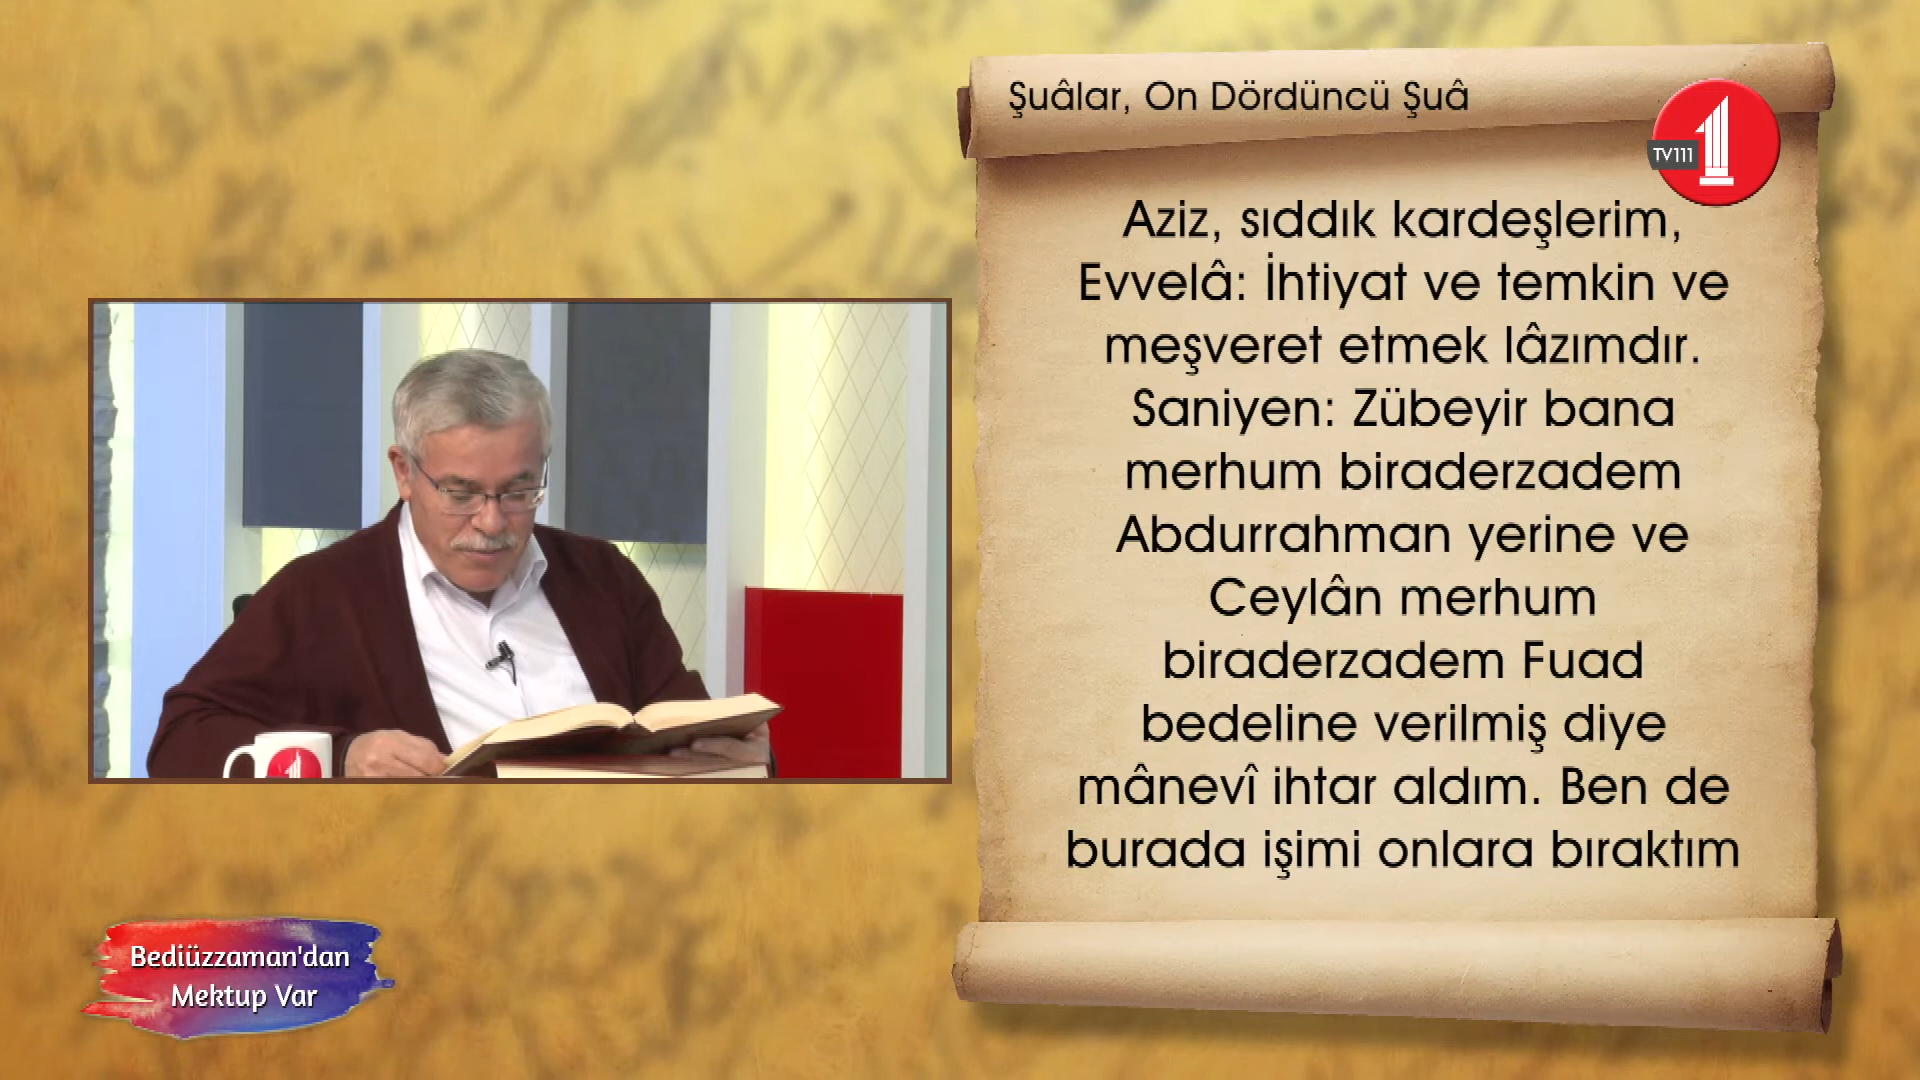 Şuâlar, On Dördüncü Şuâ
TV111
Aziz, sıddık kardeşlerim,
Evvelâ: İhtiyat ve temkin ve
meşveret etmek lâzımdır.
Saniyen: Zübeyir bana
merhum biraderzadem
Abdurrahman yerine ve
Ceylân merhum
biraderzadem Fuad
bedeline verilmiş diye
mânevî ihtar aldım. Ben de
burada işimi onlara bıraktım
Bediüzzaman'dan
Mektup Var